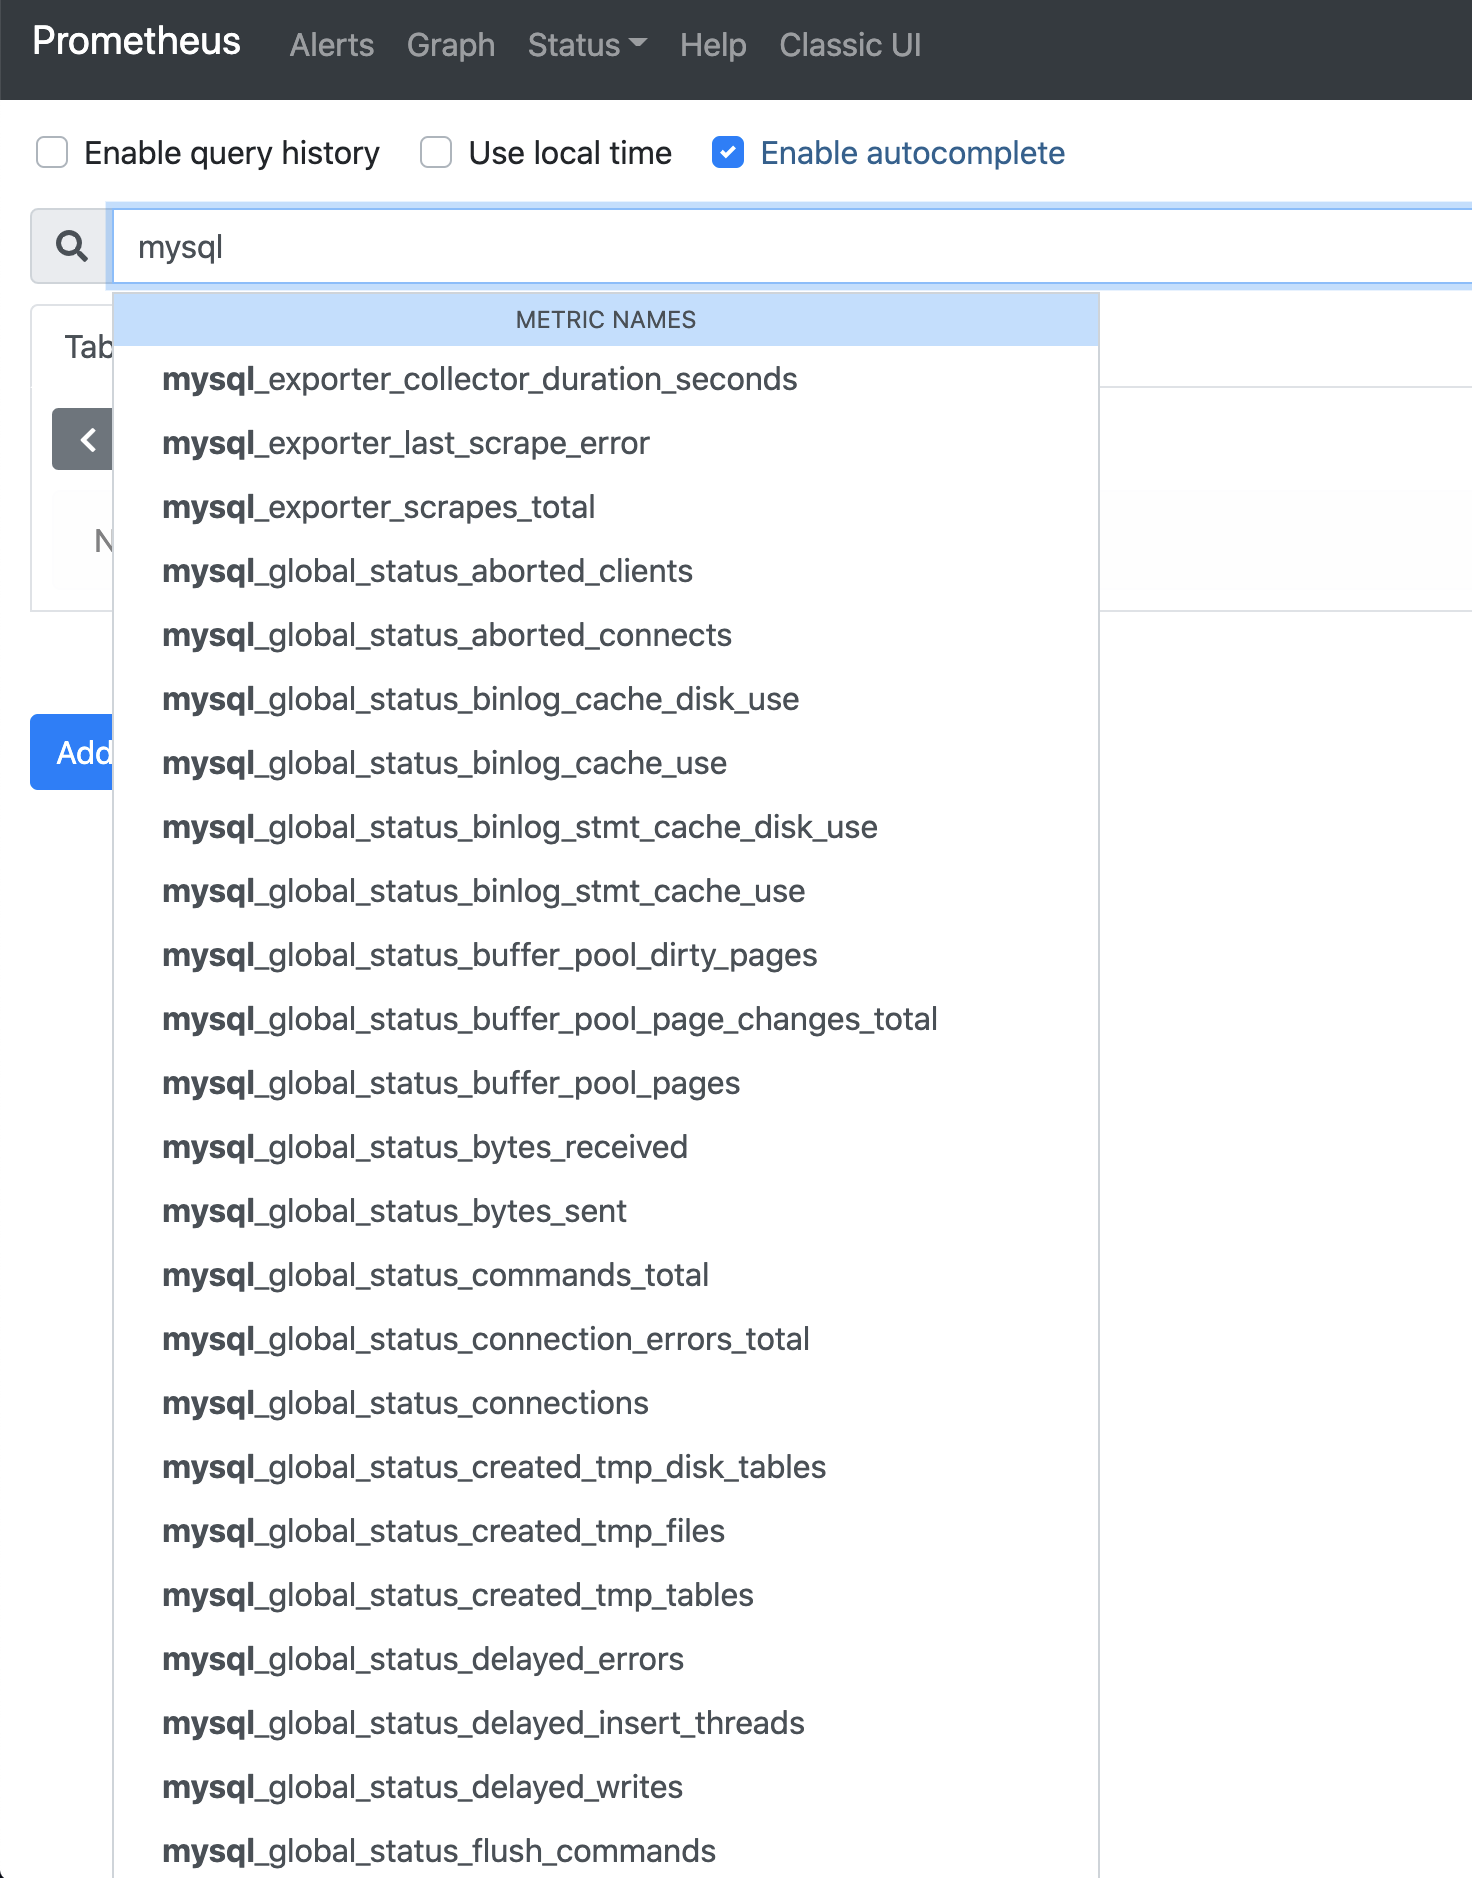 Prometheus Alerts Graph Status Help Classic UI
Enable query history Use local time Enable autocomplete
mysql
METRIC NAMES
Tab
mysql_exporter_collector_duration_seconds
mysql_exporter_last_scrape_error
mysql_exporter_scrapes_total
N
mysql_global_status_aborted_clients
mysql_global_status_aborted_connects
mysql_global_status_binlog_cache_disk_use
Add
mysql_global_status_binlog_cache_use
mysql_global_status_binlog_stmt_cache_disk_use
mysql_global_status_binlog_stmt_cache_use
mysql_global_status_buffer_pool_dirty_pages
mysql_global_status_buffer_pool_page_changes_total
mysql_global_status_buffer_pool_pages
mysql_global_status_bytes_received
mysql_global_status_bytes_sent
mysql_global_status_commands_total
mysql_global_status_connection_errors_total
mysql_global_status_connections
mysql_global_status_created_tmp_disk_tables
mysql_global_status_created_tmp_files
mysql_global_status_created_tmp_tables
mysql_global_status_delayed_errors
mysql_global_status_delayed_insert_threads
mysql_global_status_delayed_writes
mysql_global_status_flush_commands